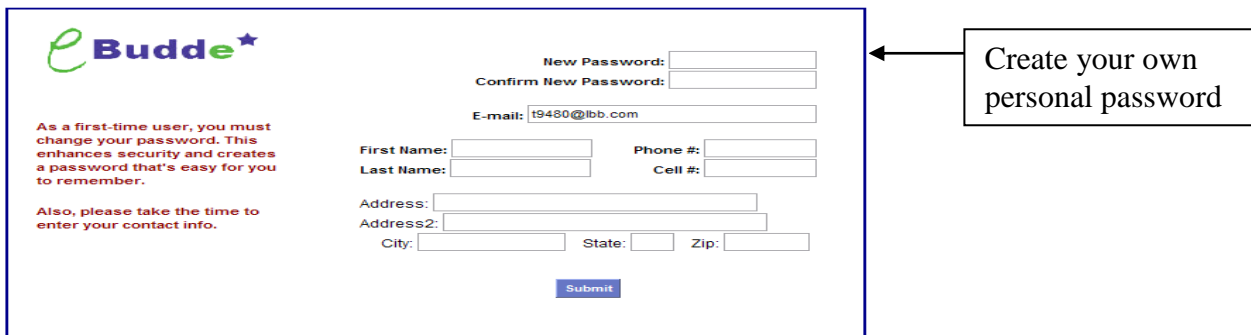 eBudde
New Password:
Confirm New Password:
E-mail: t9480@lbb.com
As a first-time user, you must
change your password. This
enhances security and creates
a password that's easy for you
to remember.
Also, please take the time to
enter your contact info.
First Name: Phone #:
Last Name: Cell #:
Address:
Address2:
City: State: Zip:
Submit
Create your own
personal password